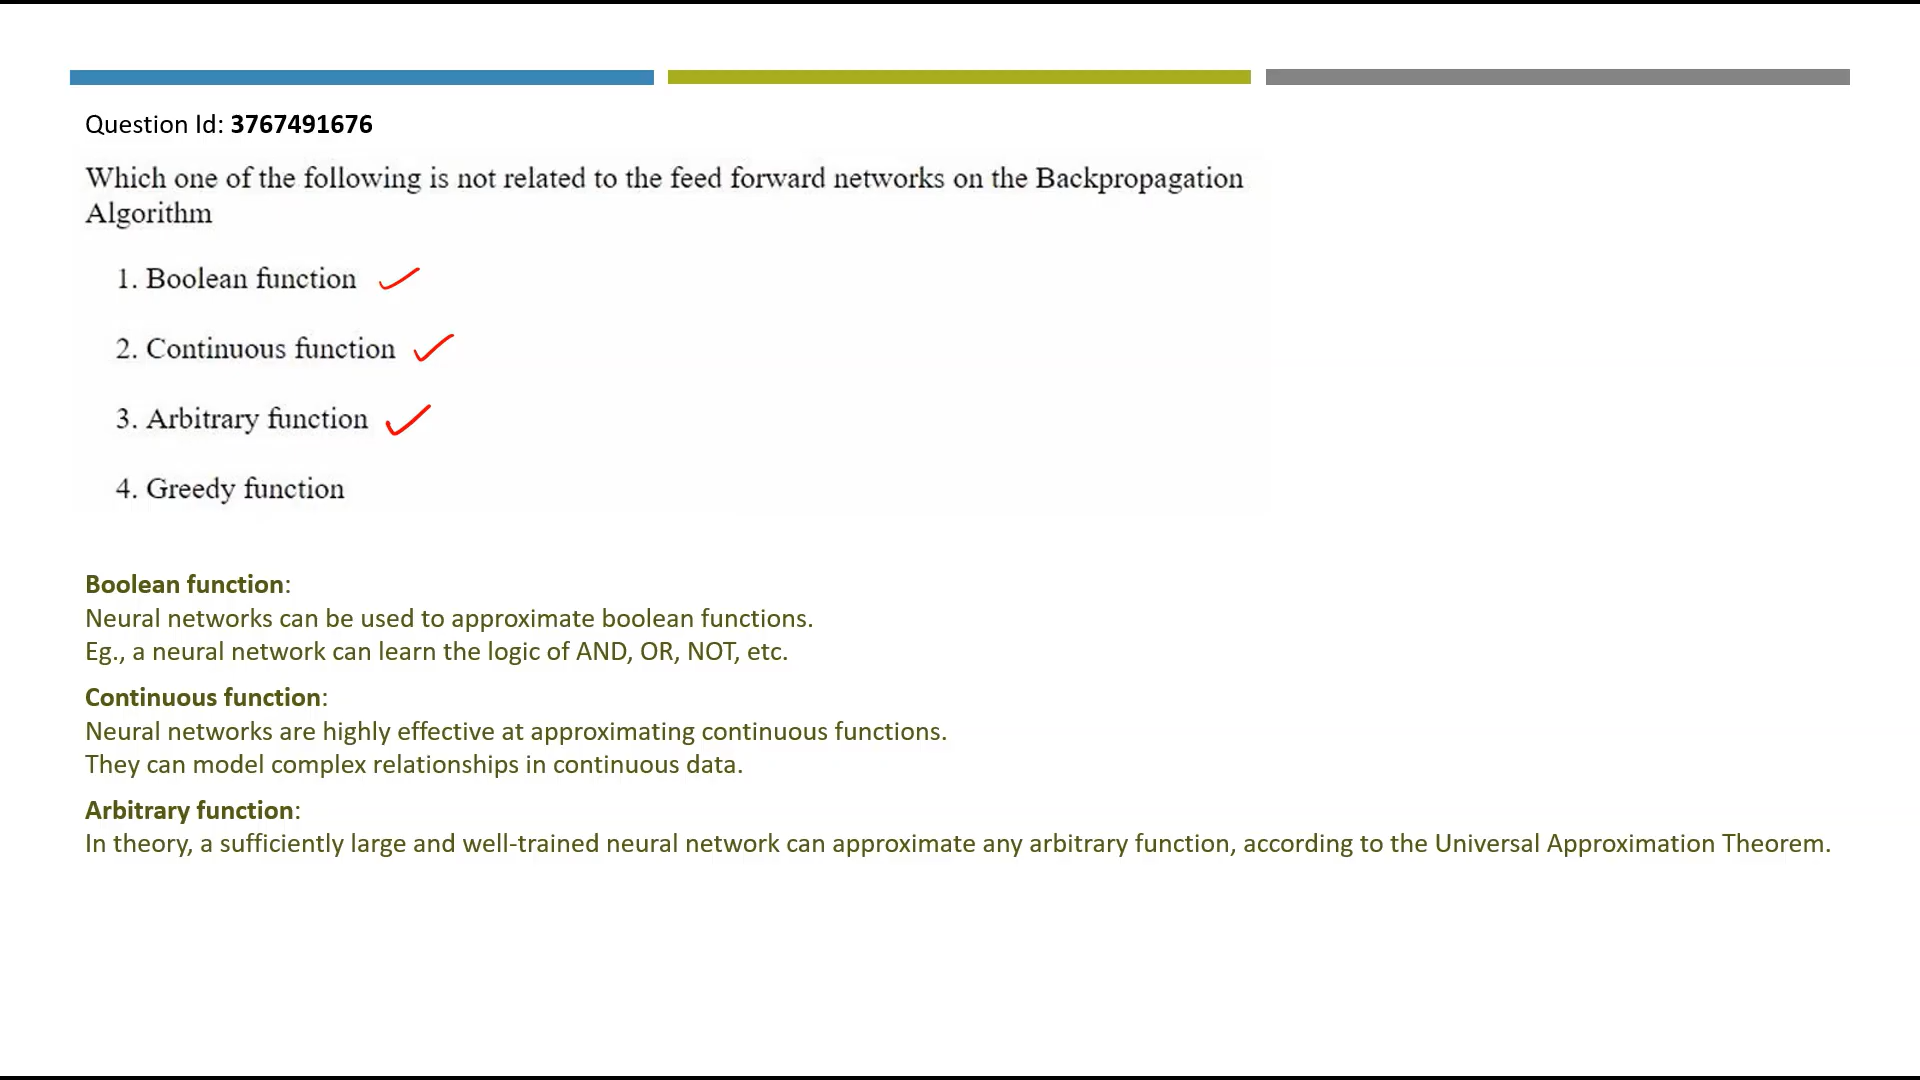 Question Id: 3767491676
Which one of the following is not related to the feed forward networks on the Backpropagation
Algorithm
1. Boolean function
2. Continuous function
3. Arbitrary function
4. Greedy function
Boolean function:
Neural networks can be used to approximate boolean functions.
Eg., a neural network can learn the logic of AND, OR, NOT, etc.
Continuous function:
Neural networks are highly effective at approximating continuous functions.
They can model complex relationships in continuous data.
Arbitrary function:
In theory, a sufficiently large and well-trained neural network can approximate any arbitrary function, according to the Universal Approximation Theorem.